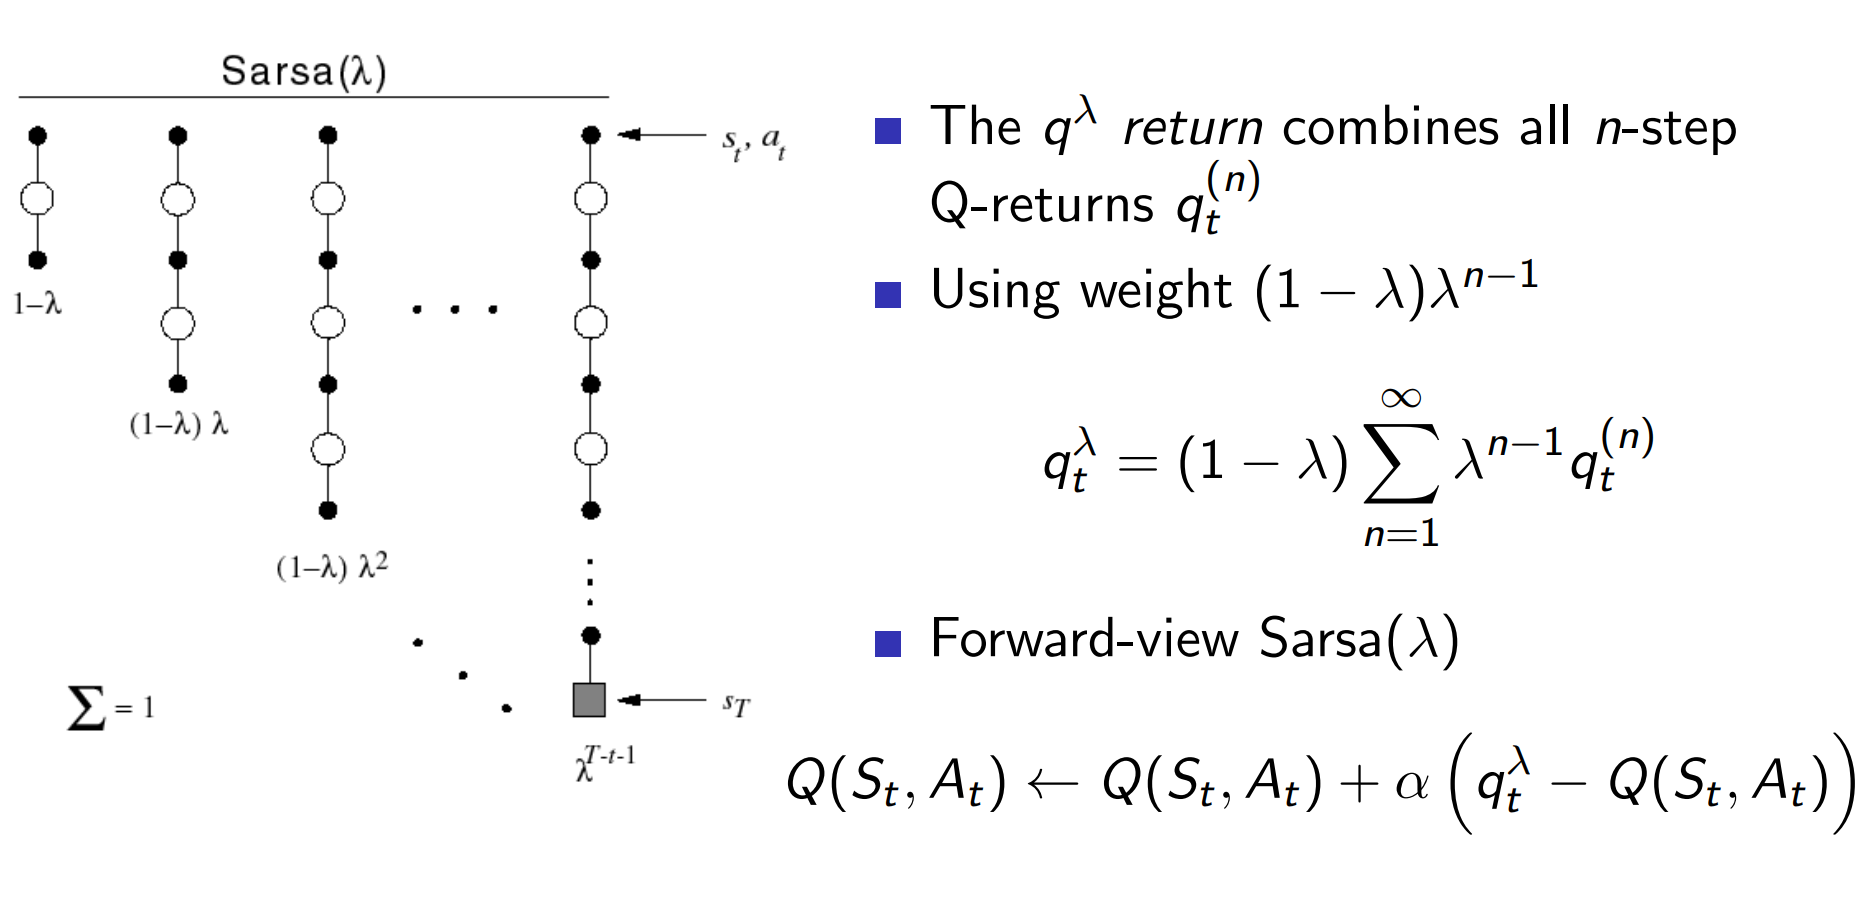 Sarsa(λ)
s_t, a_t
1–λ
(1–λ) λ
(1–λ) λ²
Σ = 1
s_T
λ^{T-t-1}
The q^λ return combines all n-step
Q-returns q_t^{(n)}
Using weight (1 − λ)λ^{n−1}
q_t^λ = (1 − λ) ∑_{n=1}^{∞} λ^{n−1} q_t^{(n)}
Forward-view Sarsa(λ)
Q(S_t, A_t) ← Q(S_t, A_t) + α (q_t^λ − Q(S_t, A_t))